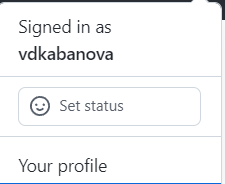 Signed in as
vdkabanova
Set status
Your profile